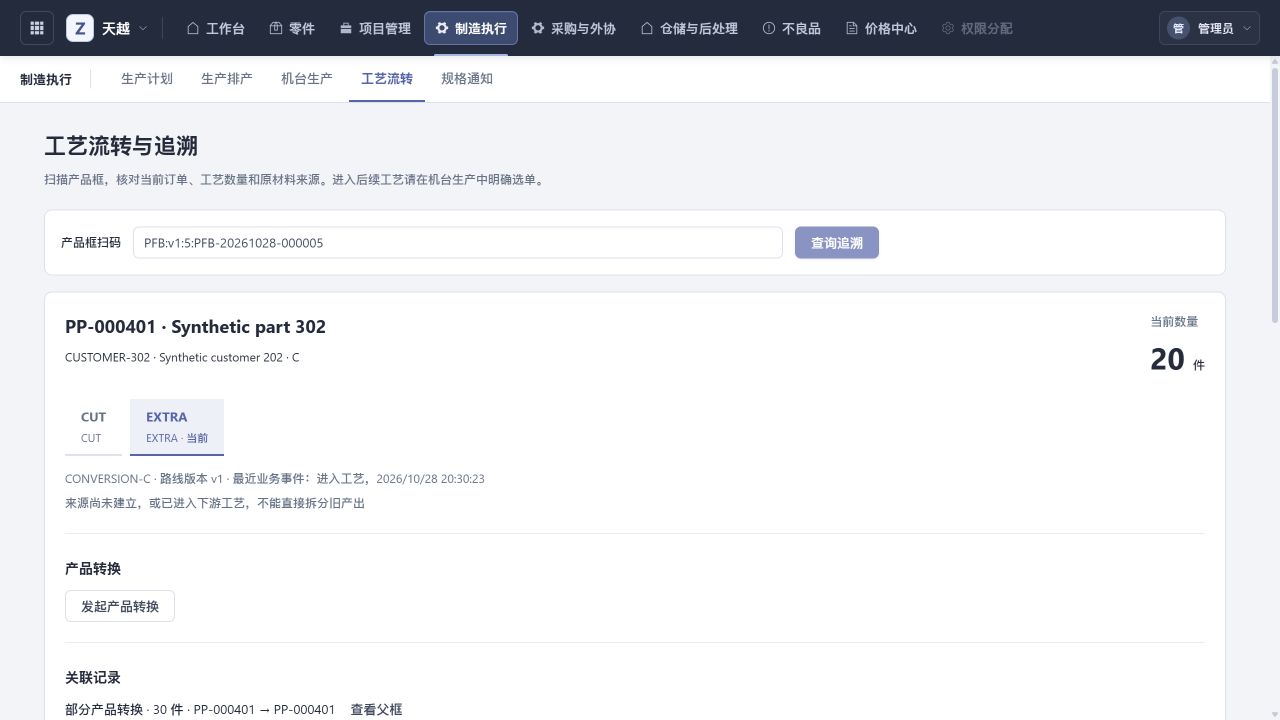 Z 天越 工作台 零件 项目管理 制造执行 采购与外协 仓储与后处理 不良品 价格中心 权限分配 管 管理员
制造执行 生产计划 生产排产 机台生产 工艺流转 规格通知
工艺流转与追溯
扫描产品框，核对当前订单、工艺数量和原材料来源。进入后续工艺请在机台生产中明确选单。
产品框扫码 PFB:v1:5:PFB-20261028-000005 查询追溯
PP-000401 · Synthetic part 302
CUSTOMER-302 · Synthetic customer 202 · C
当前数量
20 件
CUT
CUT
EXTRA
EXTRA · 当前
CONVERSION-C · 路线版本 v1 · 最近业务事件：进入工艺，2026/10/28 20:30:23
来源尚未建立，或已进入下游工艺，不能直接拆分旧产出
产品转换
发起产品转换
关联记录
部分产品转换 · 30 件 · PP-000401 → PP-000401 查看父框